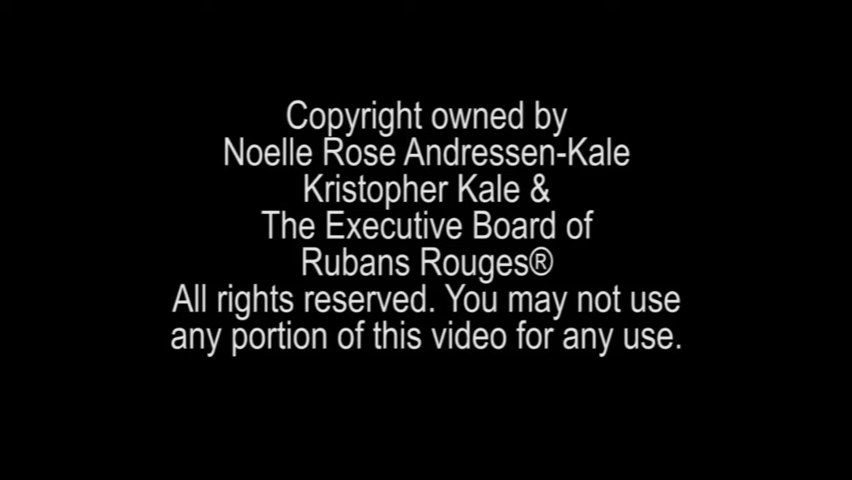 Copyright owned by
Noelle Rose Andressen-Kale
Kristopher Kale &
The Executive Board of
Rubans Rouges®
All rights reserved. You may not use
any portion of this video for any use.